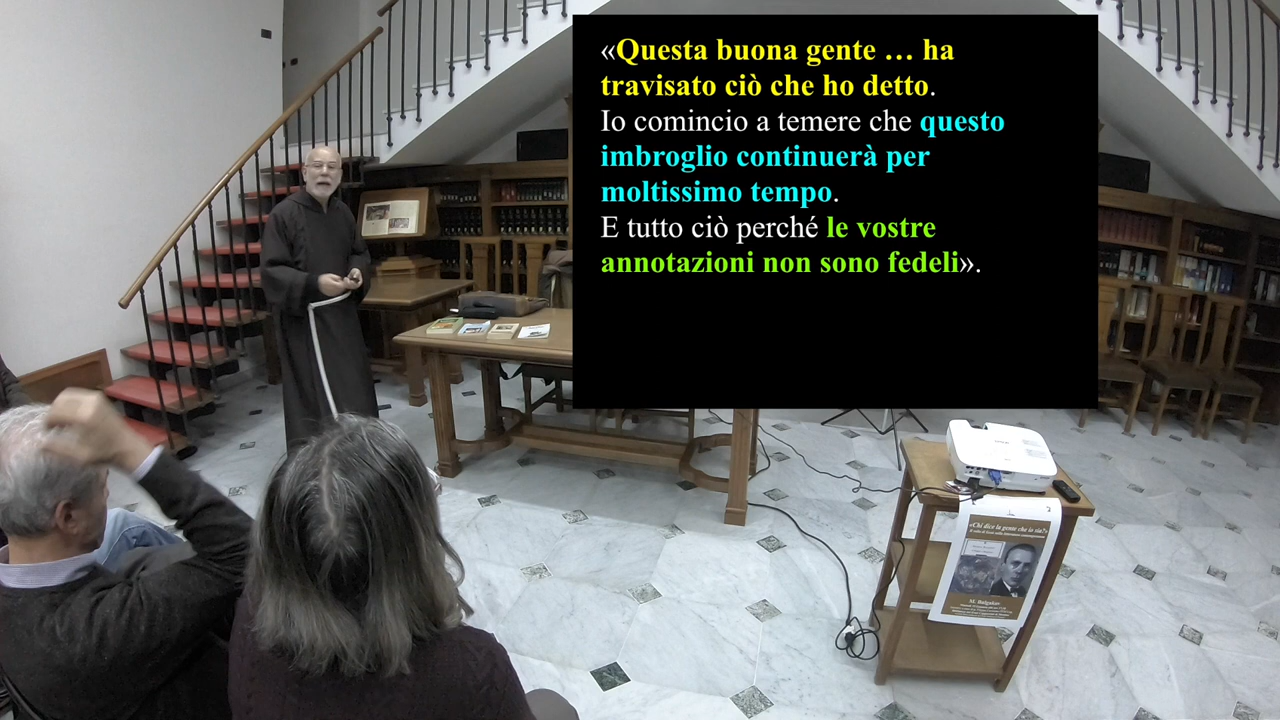 «Questa buona gente … ha
travisato ciò che ho detto.
Io comincio a temere che questo
imbroglio continuerà per
moltissimo tempo.
E tutto ciò perché le vostre
annotazioni non sono fedeli».
«Chi dice la gente che io sia?»
M. Bulgakov